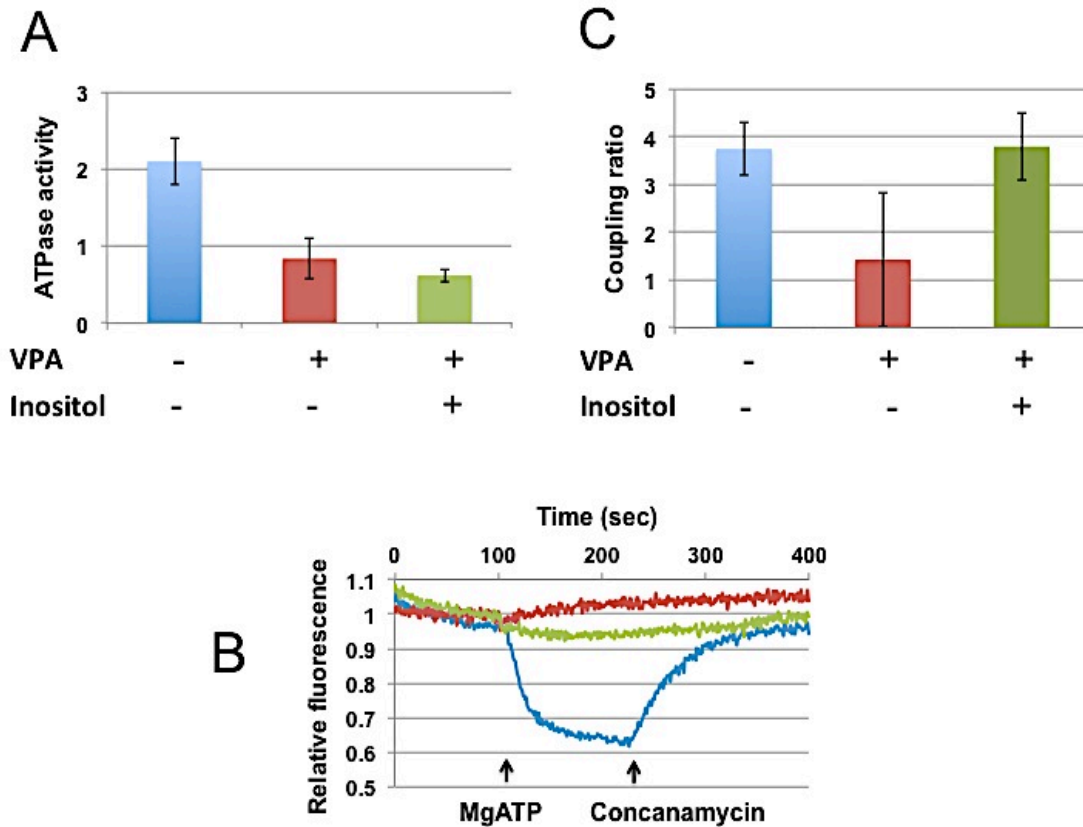 A
3
2
1
0
ATPase activity
VPA - + +
Inositol - - +
C
5
4
3
2
1
0
Coupling ratio
VPA - + +
Inositol - - +
B
Time (sec)
0 100 200 300 400
1.1
1
0.9
0.8
0.7
0.6
0.5
Relative fluorescence
MgATP Concanamycin